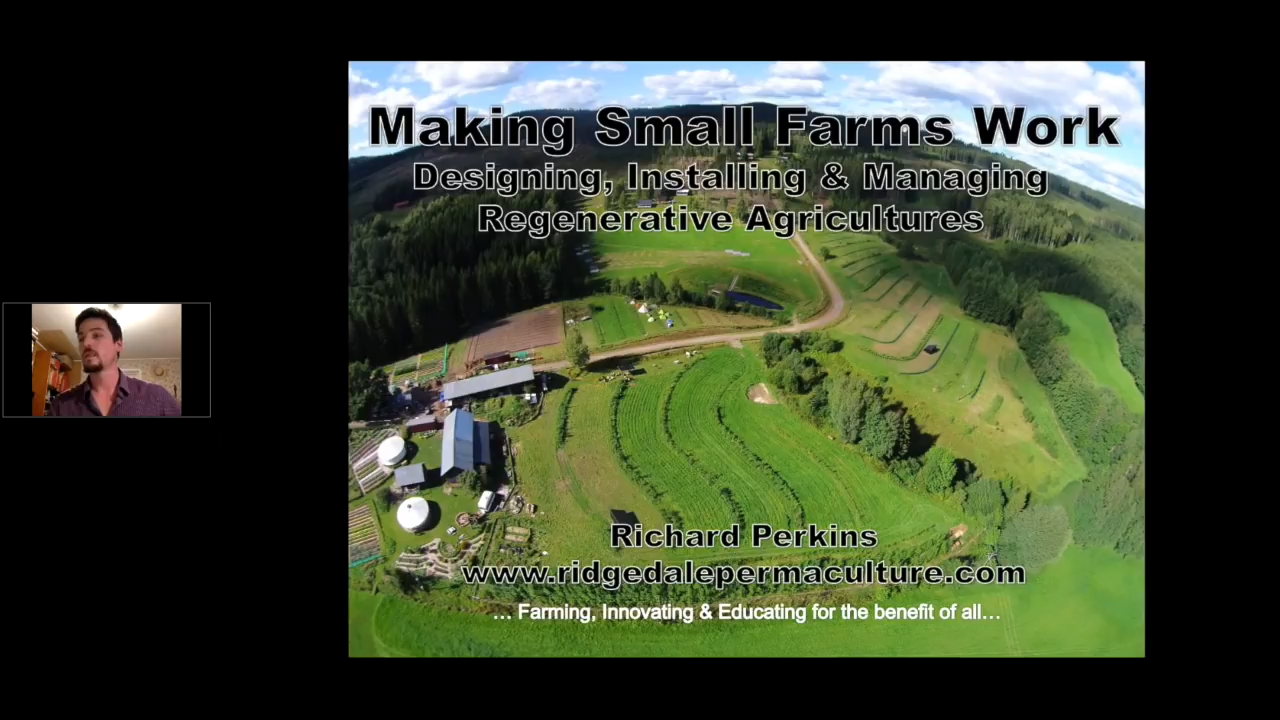 Making Small Farms Work
Designing, Installing & Managing
Regenerative Agricultures
Richard Perkins
www.ridgedalepermaculture.com
... Farming, Innovating & Educating for the benefit of all...